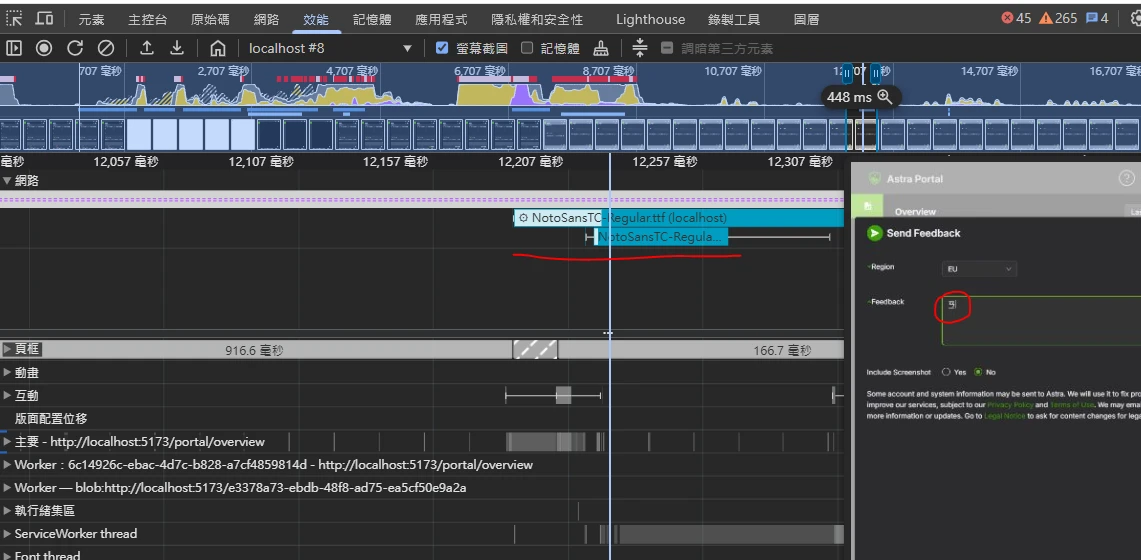 元素 主控台 原始碼 網路 效能 記憶體 應用程式 隱私權和安全性 Lighthouse 錄製工具 圖層 45 265 4
localhost #8 螢幕截圖 記憶體 調暗第三方元素
707 毫秒 2,707 毫秒 4,707 毫秒 6,707 毫秒 8,707 毫秒 10,707 毫秒 14,707 毫秒 16,707 毫
448 ms
毫秒 12,057 毫秒 12,107 毫秒 12,157 毫秒 12,207 毫秒 12,257 毫秒 12,307 毫秒
網路
NotoSansTC-Regular.ttf (localhost)
NotoSansTC-Regula...
頁框 916.6 毫秒 166.7 毫秒
動畫
互動
版面配置位移
主要 - http://localhost:5173/portal/overview
Worker：6c14926c-ebac-4d7c-b828-a7cf4859814d - http://localhost:5173/portal/overview
Worker — blob:http://localhost:5173/e3378a73-ebdb-48f8-ad75-ea5cf50e9a2a
執行緒集區
ServiceWorker thread
Font thread
Astra Portal
Overview
Send Feedback
Region EU
Feedback
Include Screenshot Yes No
Some account and system information may be sent to Astra. We will use it to fix pro
improve our services, subject to our Privacy Policy and Terms of Use. We may emai
more information or updates. Go to Legal Notice to ask for content changes for lega